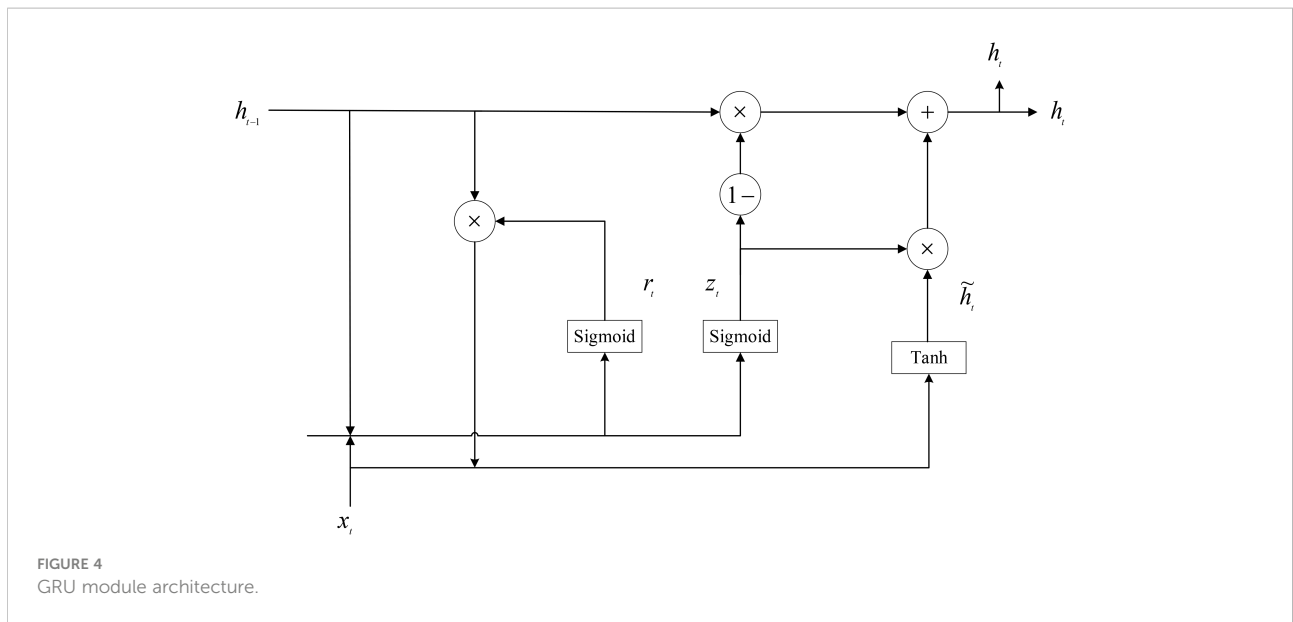 h_t
h_{t-1}
×
+
h_t
1 −
×
×
r_t
z_t
h̃_t
Sigmoid
Sigmoid
Tanh
x_t
FIGURE 4
GRU module architecture.